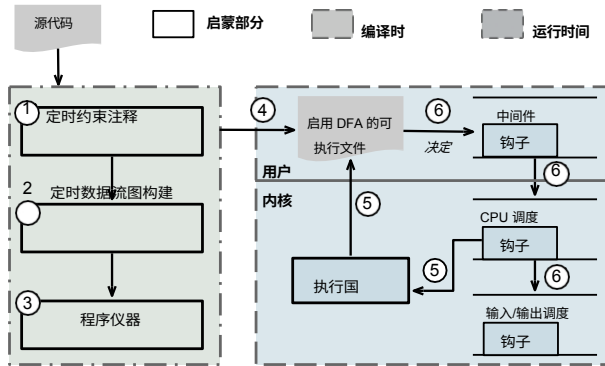 源代码
启蒙部分
编译时
运行时间
1
定时约束注释
2
定时数据流图构建
3
程序仪器
4
启用 DFA 的可
执行文件
6
决定
中间件
钩子
用户
内核
6
5
CPU 调度
钩子
5
执行国
6
输入/输出调度
钩子